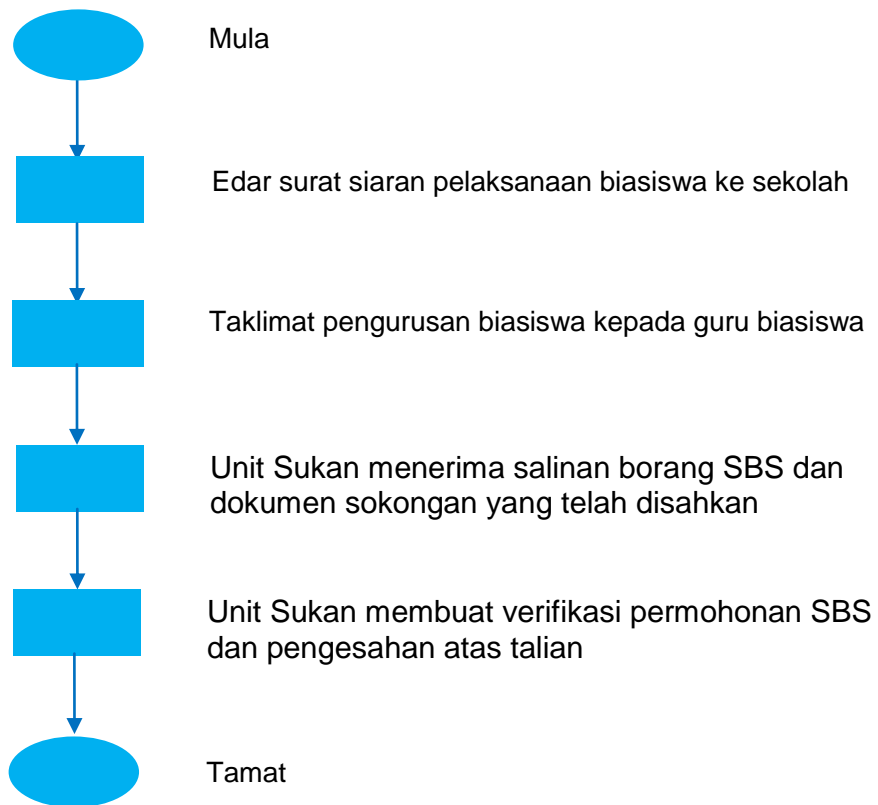 Mula
Edar surat siaran pelaksanaan biasiswa ke sekolah
Taklimat pengurusan biasiswa kepada guru biasiswa
Unit Sukan menerima salinan borang SBS dan
dokumen sokongan yang telah disahkan
Unit Sukan membuat verifikasi permohonan SBS
dan pengesahan atas talian
Tamat